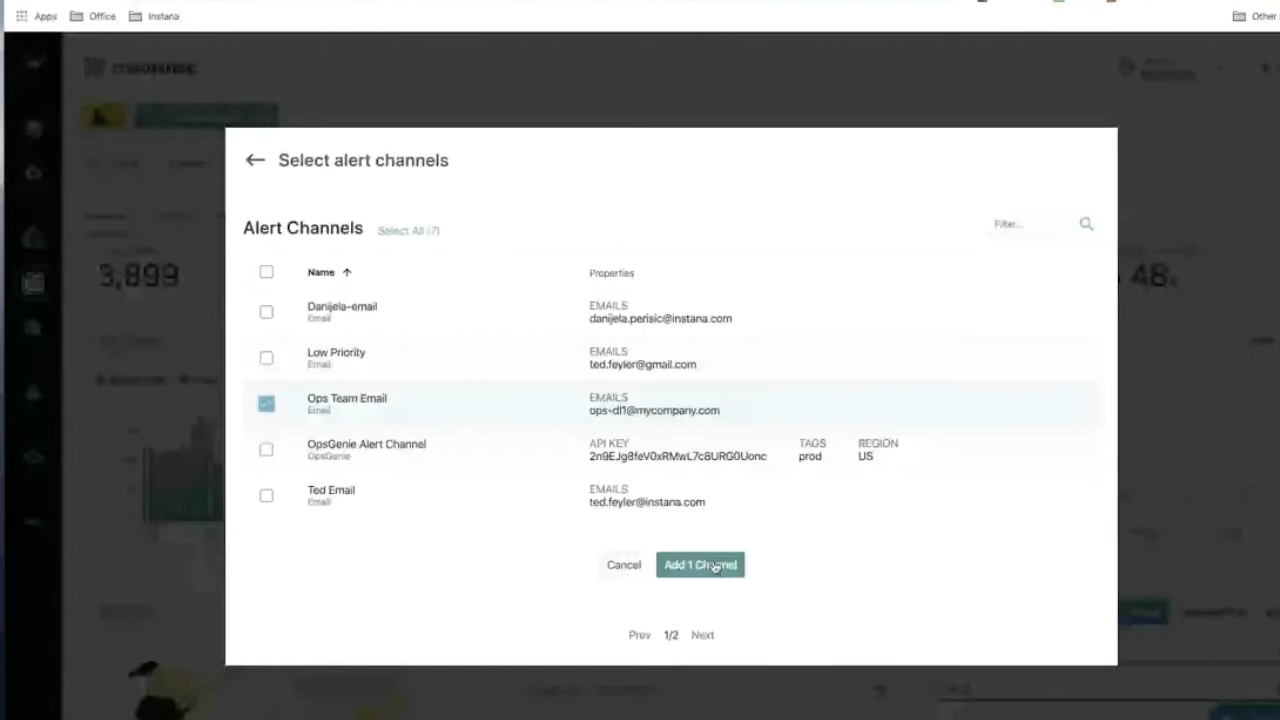 Apps Office Instana Other
Select alert channels
Alert Channels Select All (7) Filter...
Name Properties
Danijela-email EMAILS
Email danijela.perisic@instana.com
Low Priority EMAILS
Email ted.feyler@gmail.com
Ops Team Email EMAILS
Email ops-dl1@mycompany.com
OpsGenie Alert Channel API KEY TAGS REGION
OpsGenie 2n9EJg8feV0xRMwL7c8URG0Uonc prod US
Ted Email EMAILS
Email ted.feyler@instana.com
Cancel Add 1 Channel
Prev 1/2 Next
3,899
48